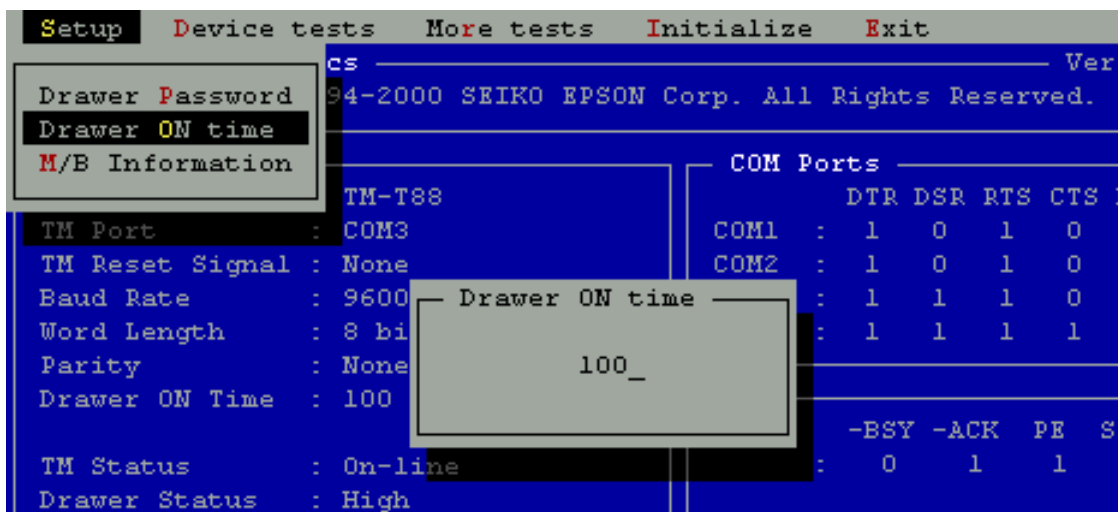 Setup Device tests More tests Initialize Exit
cs Ver
Drawer Password 94-2000 SEIKO EPSON Corp. All Rights Reserved.
Drawer ON time
M/B Information
COM Ports
TM-T88 DTR DSR RTS CTS
TM Port : COM3 COM1 : 1 0 1 0
TM Reset Signal : None COM2 : 1 0 1 0
Baud Rate : 9600 Drawer ON time : 1 1 1 0
Word Length : 8 bi : 1 1 1 1
Parity : None 100_
Drawer ON Time : 100
-BSY -ACK PE S
TM Status : On-line : 0 1 1
Drawer Status : High